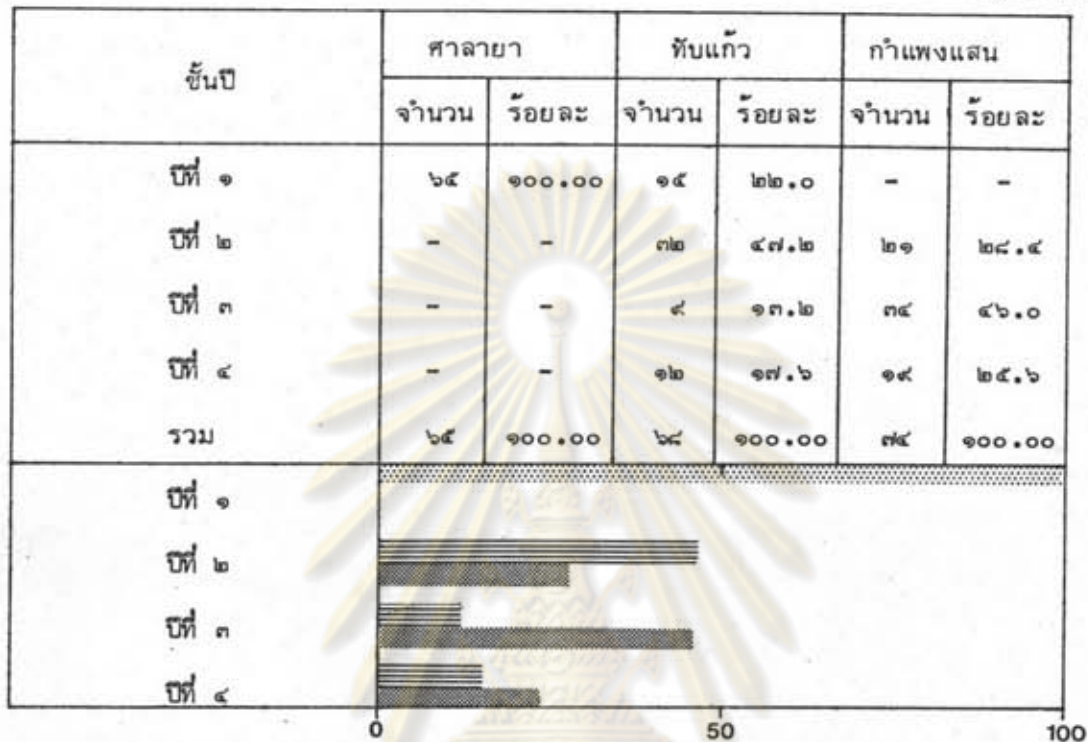 ชั้นปี ศาลายา ทับแก้ว กำแพงแสน
จำนวน ร้อยละ จำนวน ร้อยละ จำนวน ร้อยละ
ปีที่ ๑ ๖๕ ๑๐๐.๐๐ ๑๕ ๒๒.๐ - -
ปีที่ ๒ - - ๓๒ ๔๗.๒ ๒๑ ๒๘.๔
ปีที่ ๓ - - ๙ ๑๓.๒ ๓๔ ๔๖.๐
ปีที่ ๔ - - ๑๒ ๑๗.๖ ๑๙ ๒๕.๖
รวม ๖๕ ๑๐๐.๐๐ ๖๘ ๑๐๐.๐๐ ๗๔ ๑๐๐.๐๐
ปีที่ ๑
ปีที่ ๒
ปีที่ ๓
ปีที่ ๔
0 50 100